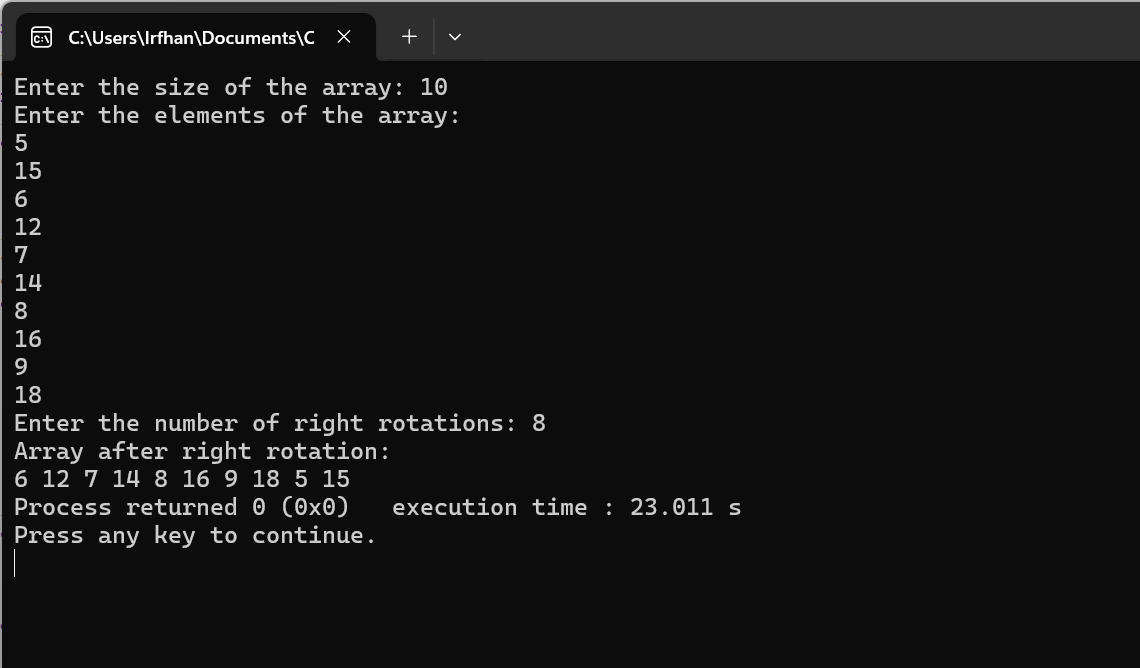 C:\Users\Irfhan\Documents\C
Enter the size of the array: 10
Enter the elements of the array:
5
15
6
12
7
14
8
16
9
18
Enter the number of right rotations: 8
Array after right rotation:
6 12 7 14 8 16 9 18 5 15
Process returned 0 (0x0)   execution time : 23.011 s
Press any key to continue.